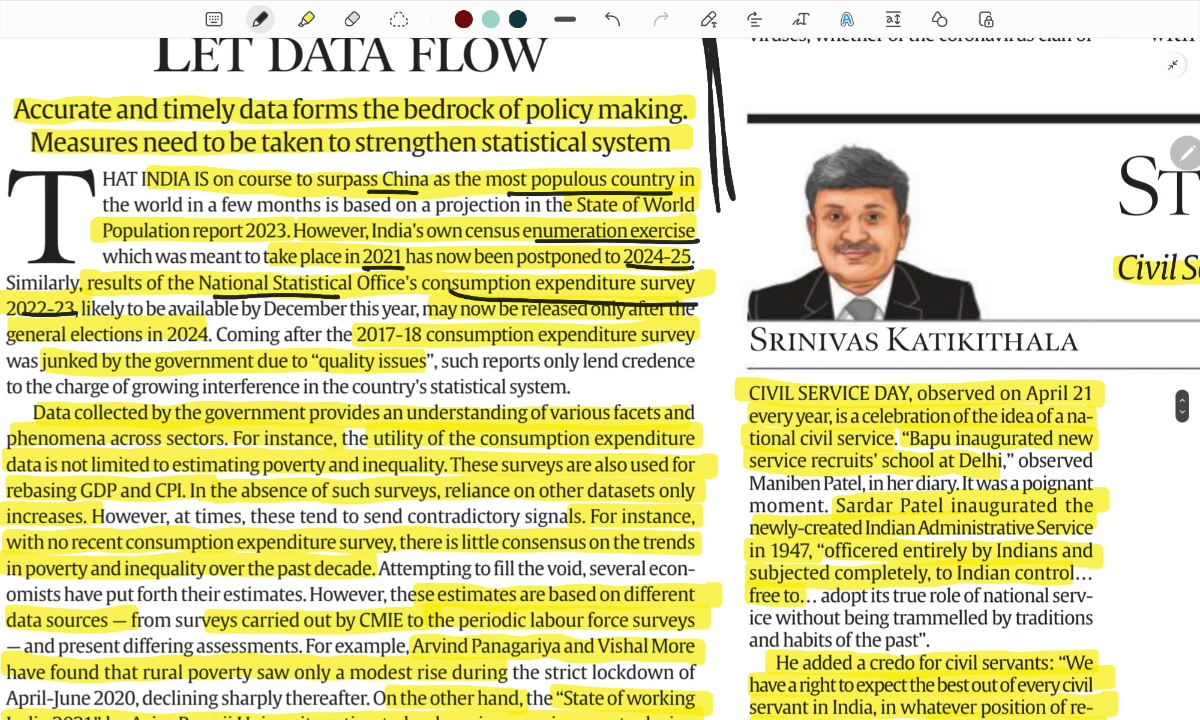 LET DATA FLOW
Accurate and timely data forms the bedrock of policy making.
Measures need to be taken to strengthen statistical system
THAT INDIA IS on course to surpass China as the most populous country in
the world in a few months is based on a projection in the State of World
Population report 2023. However, India's own census enumeration exercise
which was meant to take place in 2021 has now been postponed to 2024-25.
Similarly, results of the National Statistical Office's consumption expenditure survey
2022-23, likely to be available by December this year, may now be released only after the
general elections in 2024. Coming after the 2017-18 consumption expenditure survey
was junked by the government due to “quality issues”, such reports only lend credence
to the charge of growing interference in the country's statistical system.
Data collected by the government provides an understanding of various facets and
phenomena across sectors. For instance, the utility of the consumption expenditure
data is not limited to estimating poverty and inequality. These surveys are also used for
rebasing GDP and CPI. In the absence of such surveys, reliance on other datasets only
increases. However, at times, these tend to send contradictory signals. For instance,
with no recent consumption expenditure survey, there is little consensus on the trends
in poverty and inequality over the past decade. Attempting to fill the void, several econ-
omists have put forth their estimates. However, these estimates are based on different
data sources — from surveys carried out by CMIE to the periodic labour force surveys
— and present differing assessments. For example, Arvind Panagariya and Vishal More
have found that rural poverty saw only a modest rise during the strict lockdown of
April-June 2020, declining sharply thereafter. On the other hand, the “State of working
viruses, whether of the coronavirus clan or
ST
Civil Se
SRINIVAS KATIKITHALA
CIVIL SERVICE DAY, observed on April 21
every year, is a celebration of the idea of a na-
tional civil service. “Bapu inaugurated new
service recruits’ school at Delhi,” observed
Maniben Patel, in her diary. It was a poignant
moment. Sardar Patel inaugurated the
newly-created Indian Administrative Service
in 1947, “officered entirely by Indians and
subjected completely, to Indian control...
free to... adopt its true role of national serv-
ice without being trammelled by traditions
and habits of the past”.
He added a credo for civil servants: “We
have a right to expect the best out of every civil
servant in India, in whatever position of re-